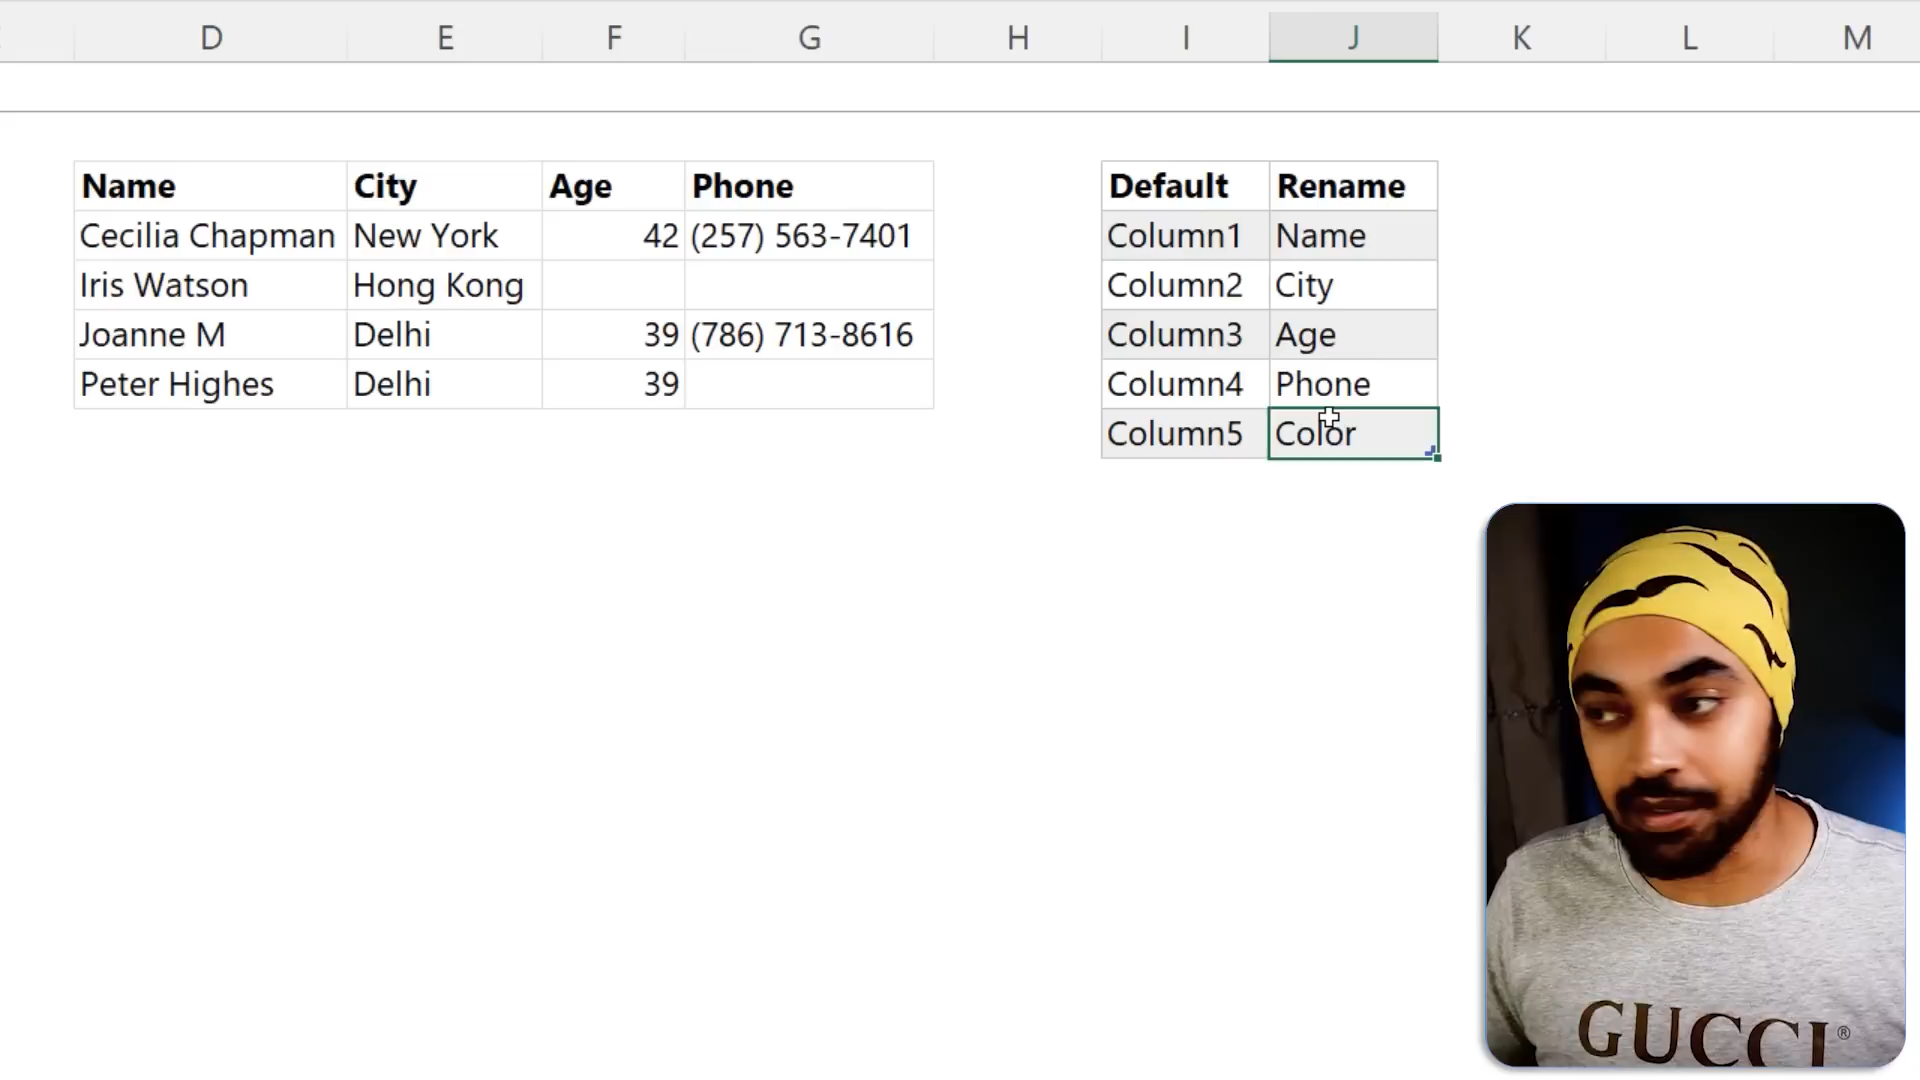 D E F G H I J K L M
Name City Age Phone
Cecilia Chapman New York 42 (257) 563-7401
Iris Watson Hong Kong
Joanne M Delhi 39 (786) 713-8616
Peter Highes Delhi 39
Default Rename
Column1 Name
Column2 City
Column3 Age
Column4 Phone
Column5 Color
GUCCI®